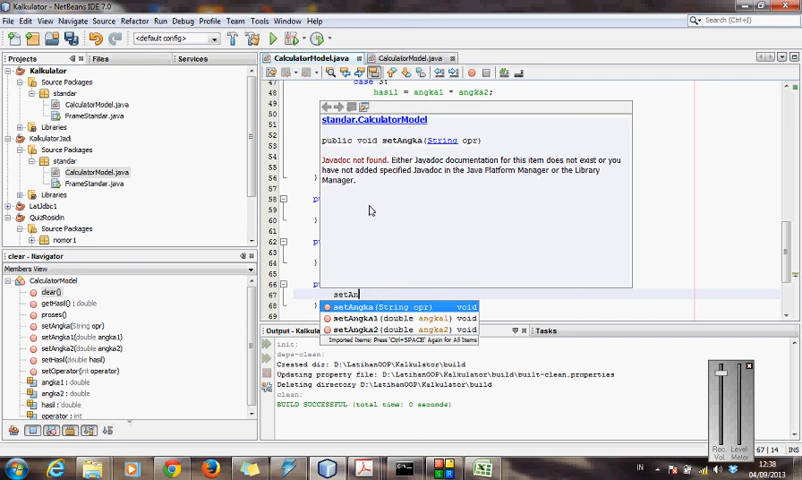 Kalkulator - NetBeans IDE 7.0
File Edit View Navigate Source Refactor Run Debug Profile Team Tools Window Help
Search (Ctrl+I)
<default config>
Projects
Files
Services
CalculatorModel.java
CalculatorModel.java
Kalkulator
Source Packages
standar
CalculatorModel.java
FrameStandar.java
Libraries
KalkulatorJadi
Source Packages
standar
CalculatorModel.java
FrameStandar.java
Libraries
LatJdbc1
QuizRosidin
Source Packages
nomor1
clear - Navigator
Members View
CalculatorModel
clear()
getHasil() : double
proses()
setAngka(String opr)
setAngka1(double angka1)
setAngka2(double angka2)
setHasil(double hasil)
setOperator(int operator)
angka1 : double
angka2 : double
hasil : double
operator : int
47 case 3:
48 hasil = angka1 * angka2;
49
50
51
52
53
54
55
56
57
58
59
60
61
62
63
64
65
66
67 setAn
68
69
standar.CalculatorModel
public void setAngka(String opr)
Javadoc not found. Either Javadoc documentation for this item does not exist or you
have not added specified Javadoc in the Java Platform Manager or the Library
Manager.
setAngka(String opr) void
setAngka1(double angka1) void
setAngka2(double angka2) void
Imported Items; Press 'Ctrl+SPACE' Again for All Items
Output - Kalkulator
Tasks
init:
deps-clean:
Created dir: D:\LatihanOOP\Kalkulator\build
Updating property file: D:\LatihanOOP\Kalkulator\build\built-clean.properties
Deleting directory D:\LatihanOOP\Kalkulator\build
clean:
BUILD SUCCESSFUL (total time: 0 seconds)
Rec. Vol
Level Meter
67 | 14
INS
IN
12:38
04/09/2013